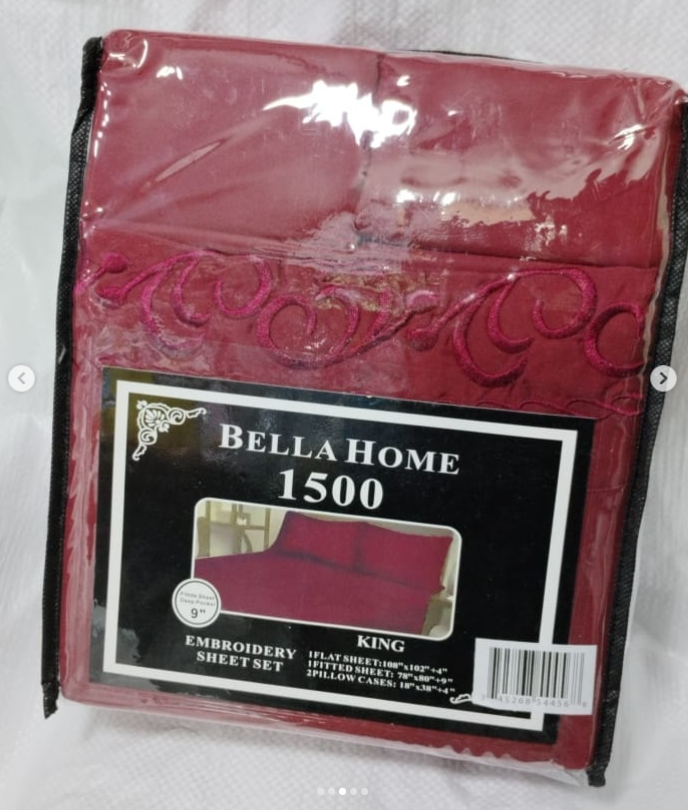 BELLA HOME
1500
Fitted Sheet
Deep Pocket
9"
EMBROIDERY
SHEET SET
KING
1FLAT SHEET:108"x102"+4"
1FITTED SHEET: 78"x80"+9"
2PILLOW CASES: 18"x38"+4"